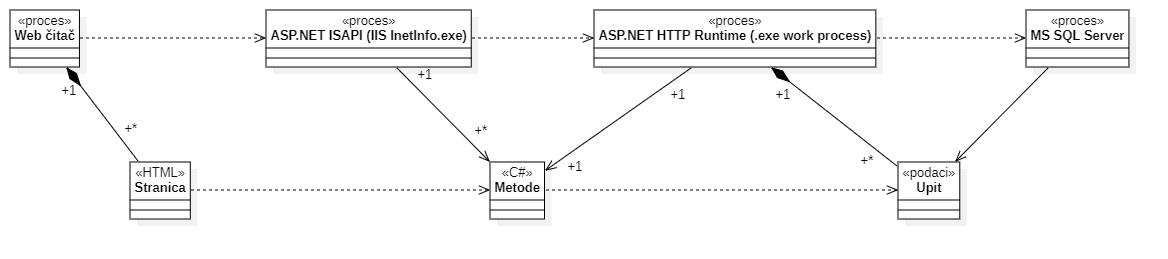 «proces»
Web čitač
«proces»
ASP.NET ISAPI (IIS InetInfo.exe)
«proces»
ASP.NET HTTP Runtime (.exe work process)
«proces»
MS SQL Server
+1
+*
+1
+*
+1
+1
+1
+*
«HTML»
Stranica
«C#»
Metode
«podaci»
Upit